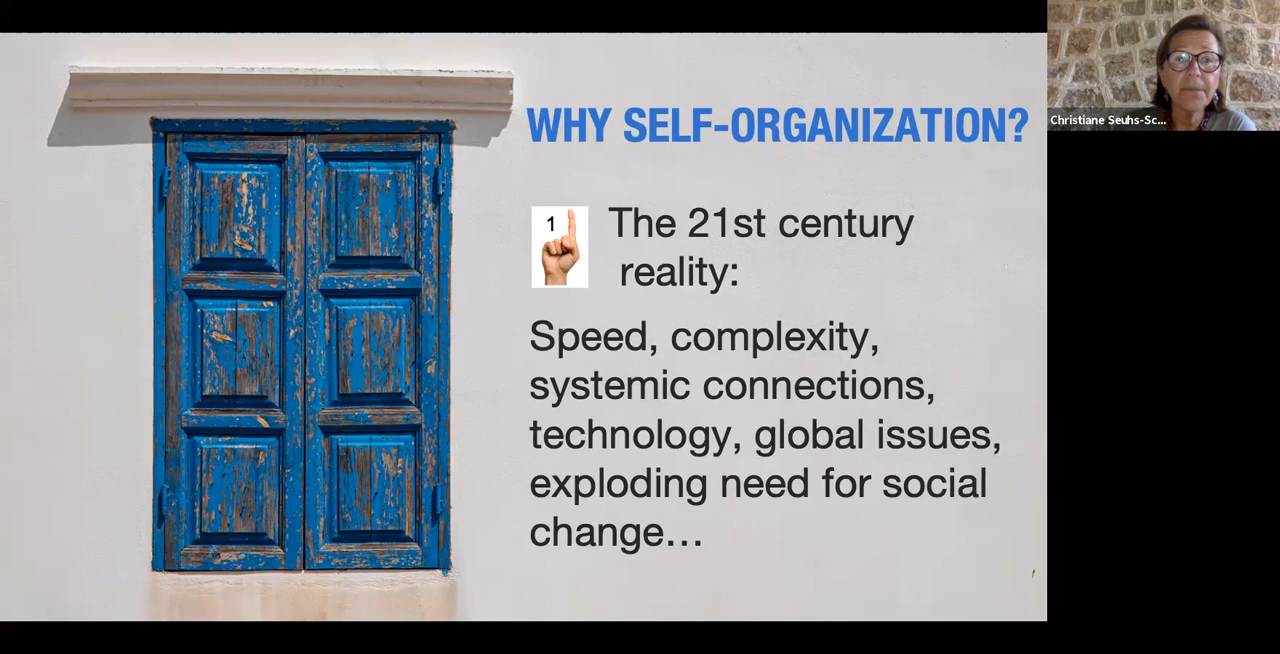 WHY SELF-ORGANIZATION?
1
The 21st century
reality:
Speed, complexity,
systemic connections,
technology, global issues,
exploding need for social
change…
Christiane Seuhs-Sc...